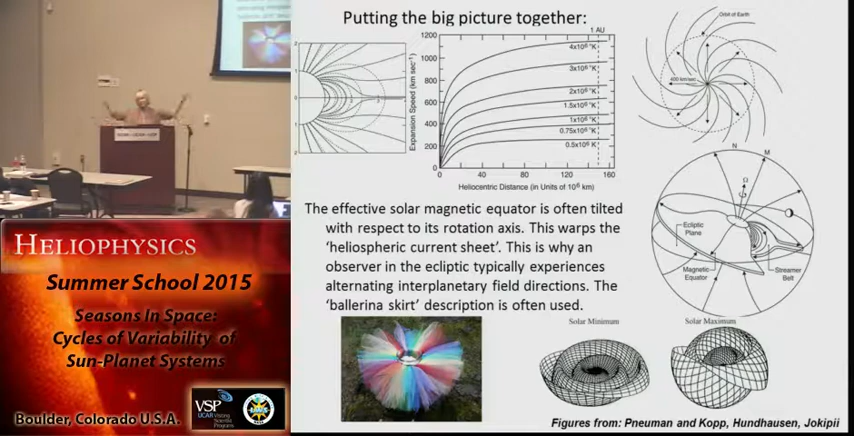 Putting the big picture together:
1 AU
1200
1000
800
600
400
200
0
Expansion Speed (km sec⁻¹)
4x10⁶ °K
3x10⁶ °K
2x10⁶ °K
1.5x10⁶ °K
1x10⁶ °K
0.75x10⁶ °K
0.5x10⁶ K
0 40 80 120 160
Heliocentric Distance (in Units of 10⁶ km)
Orbit of Earth
400 km/sec
N
M
Ω
Ecliptic
Plane
Magnetic
Equator
Streamer
Belt
The effective solar magnetic equator is often tilted
with respect to its rotation axis. This warps the
'heliospheric current sheet'. This is why an
observer in the ecliptic typically experiences
alternating interplanetary field directions. The
'ballerina skirt' description is often used.
Solar Minimum
Solar Maximum
Figures from: Pneuman and Kopp, Hundhausen, Jokipii
HELIOPHYSICS
Summer School 2015
Seasons In Space:
Cycles of Variability of
Sun-Planet Systems
VSP
UCAR Visiting
Scientist
Programs
Boulder, Colorado U.S.A.